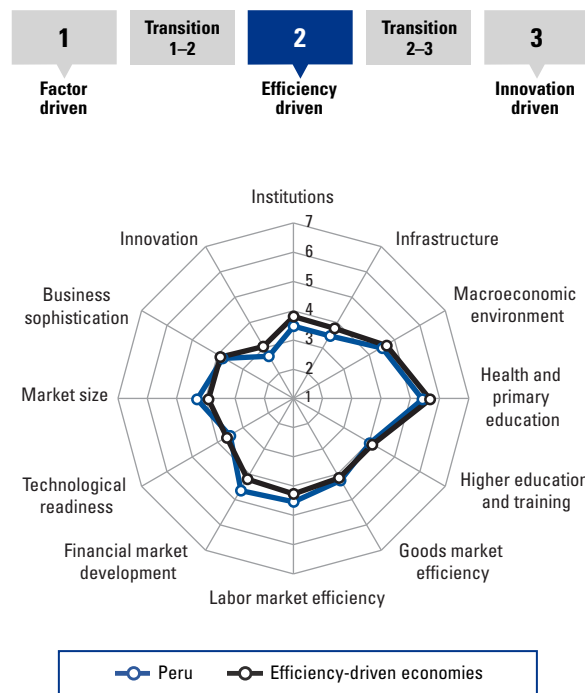 1
Transition
1–2
2
Transition
2–3
3
Factor
driven
Efficiency
driven
Innovation
driven
Institutions
7
Innovation
6
Infrastructure
5
Business
sophistication
4
Macroeconomic
environment
3
2
Market size
1
Health and
primary
education
Technological
readiness
Higher education
and training
Financial market
development
Goods market
efficiency
Labor market efficiency
Peru
Efficiency-driven economies